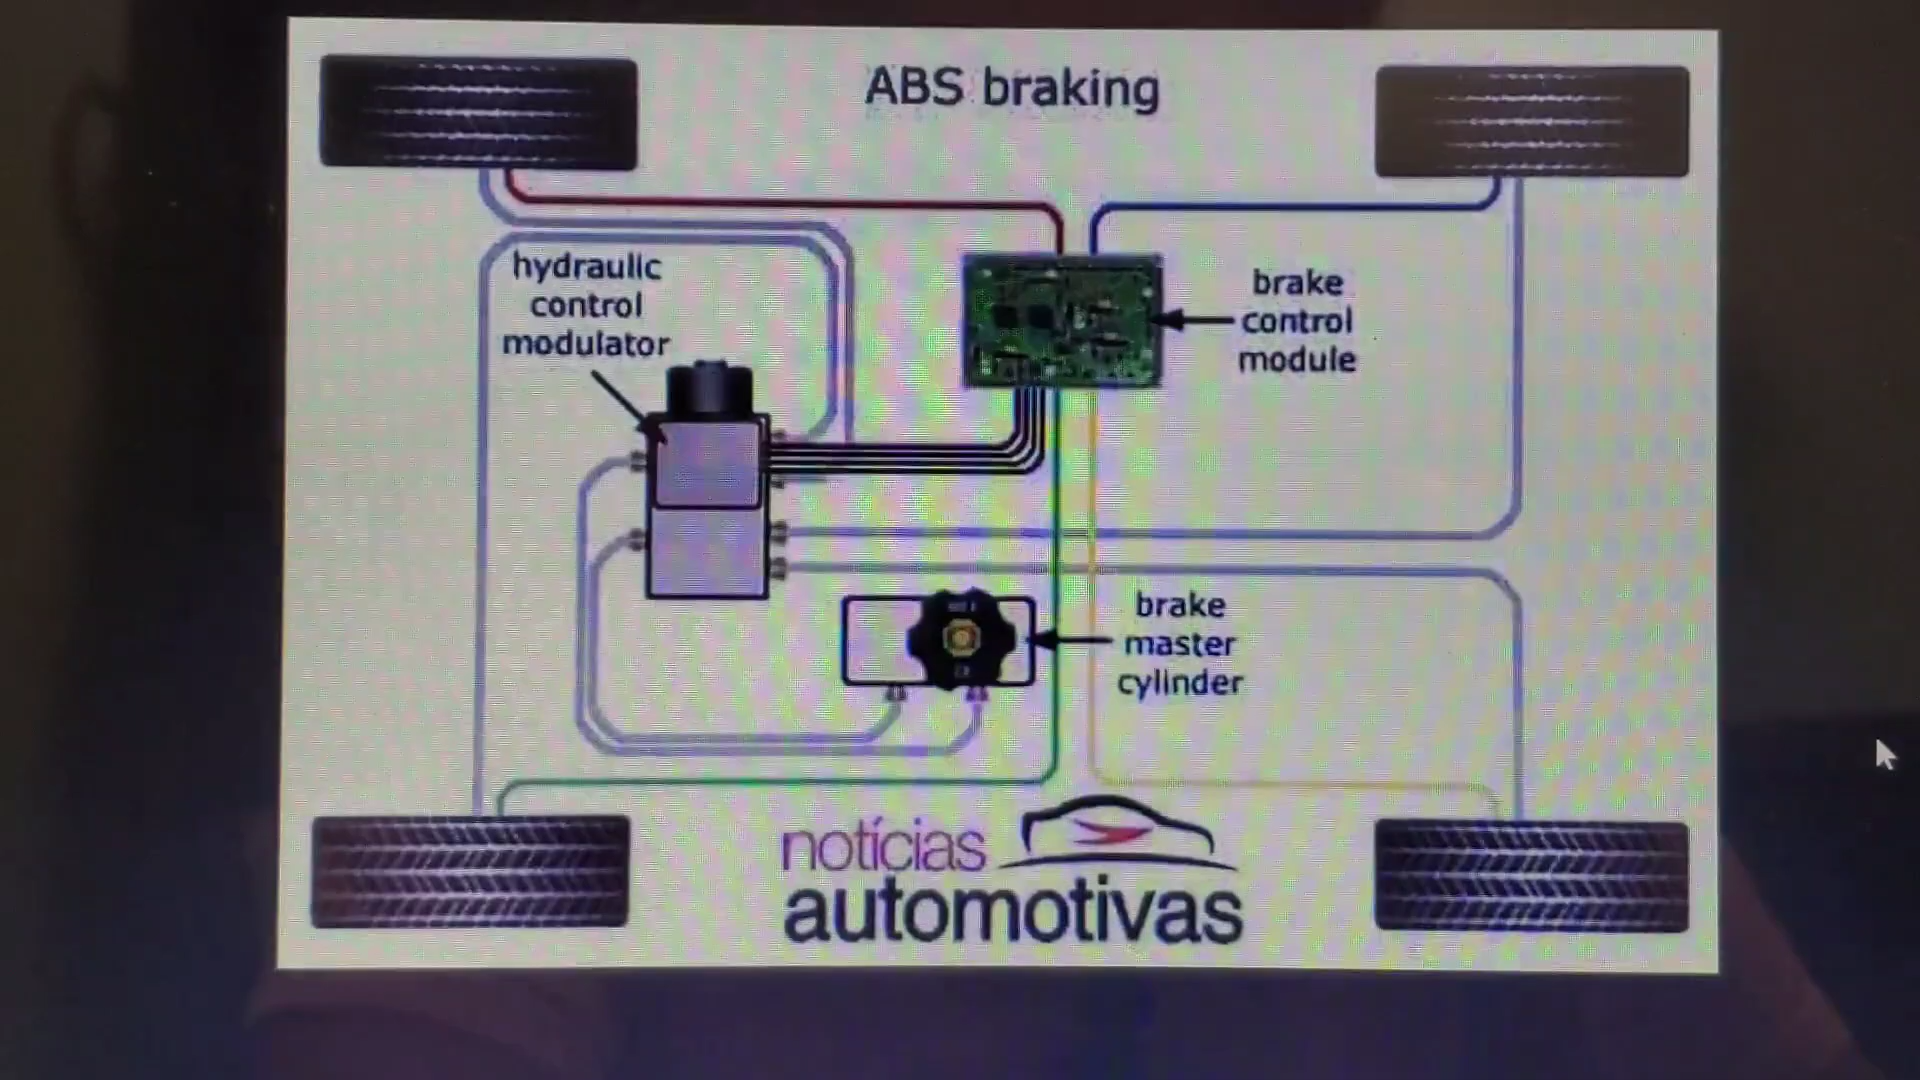 ABS braking
hydraulic
control
modulator
brake
control
module
brake
master
cylinder
notícias
automotivas